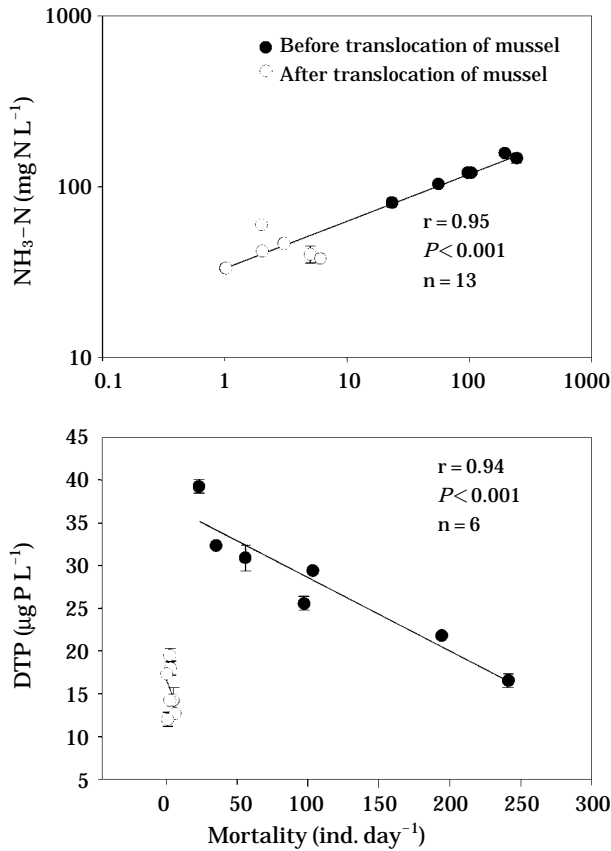 1000
Before translocation of mussel
After translocation of mussel
NH₃–N (mg N L⁻¹)
100
r = 0.95
P < 0.001
n = 13
10
0.1 1 10 100 1000
45
40
35
30
25
20
15
10
5
r = 0.94
P < 0.001
n = 6
DTP (μg P L⁻¹)
0 50 100 150 200 250 300
Mortality (ind. day⁻¹)